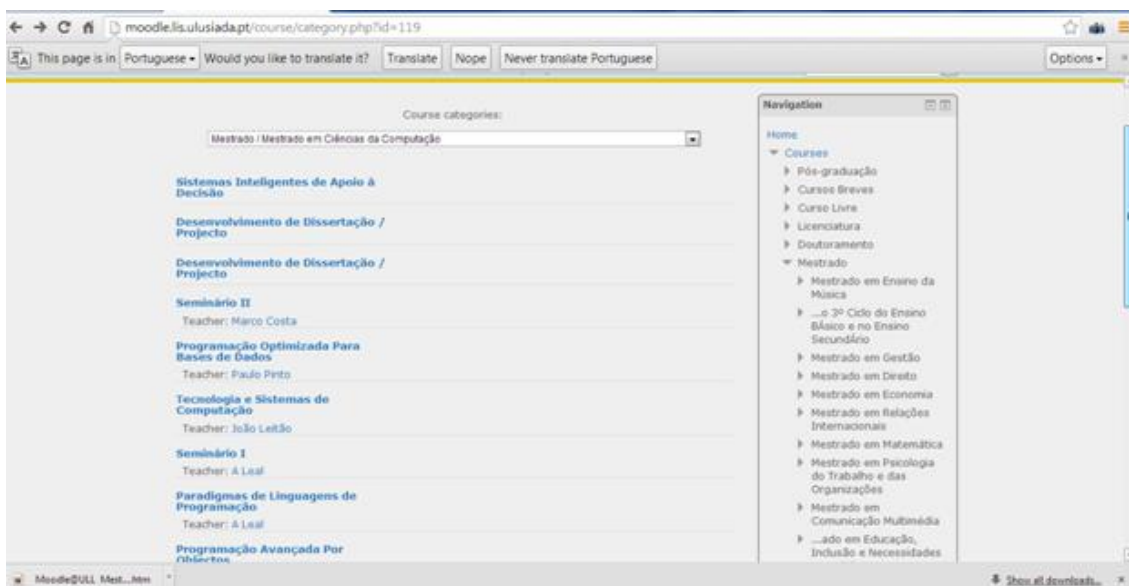 moodle.lis.ulusiada.pt/course/category.php?id=119
This page is in Portuguese Would you like to translate it? Translate Nope Never translate Portuguese Options
Course categories:
Mestrado / Mestrado em Ciências da Computação
Sistemas Inteligentes de Apoio à
Decisão
Desenvolvimento de Dissertação /
Projecto
Desenvolvimento de Dissertação /
Projecto
Seminário II
Teacher: Marco Costa
Programação Optimizada Para
Bases de Dados
Teacher: Paulo Pinto
Tecnologia e Sistemas de
Computação
Teacher: João Leitão
Seminário I
Teacher: A Leal
Paradigmas de Linguagens de
Programação
Teacher: A Leal
Programação Avançada Por
Objectos
Navigation
Home
Courses
Pós-graduação
Cursos Breves
Curso Livre
Licenciatura
Doutoramento
Mestrado
Mestrado em Ensino da
Música
...o 3º Ciclo do Ensino
BÁsico e no Ensino
Secundário
Mestrado em Gestão
Mestrado em Direito
Mestrado em Economia
Mestrado em Relações
Internacionais
Mestrado em Matemática
Mestrado em Psicologia
do Trabalho e das
Organizações
Mestrado em
Comunicação Multimédia
...ado em Educação,
Inclusão e Necessidades
Moodle@ULL Mest...htm
Show all downloads...